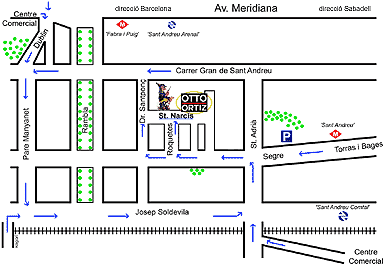 direcció Barcelona
Av. Meridiana
direcció Sabadell
Centre
Comercial
Dublín
M
"Fabra i Puig"
"Sant Andreu Arenal"
Carrer Gran de Sant Andreu
Pare Manyanet
Rambla
Dr. Santponç
OTTO
ORTIZ
St. Narcís
Roquetes
St. Adrià
P
"Sant Andreu"
M
Torras i Bages
Segre
Josep Soldevila
"Sant Andreu Comtal"
Centre
Comercial